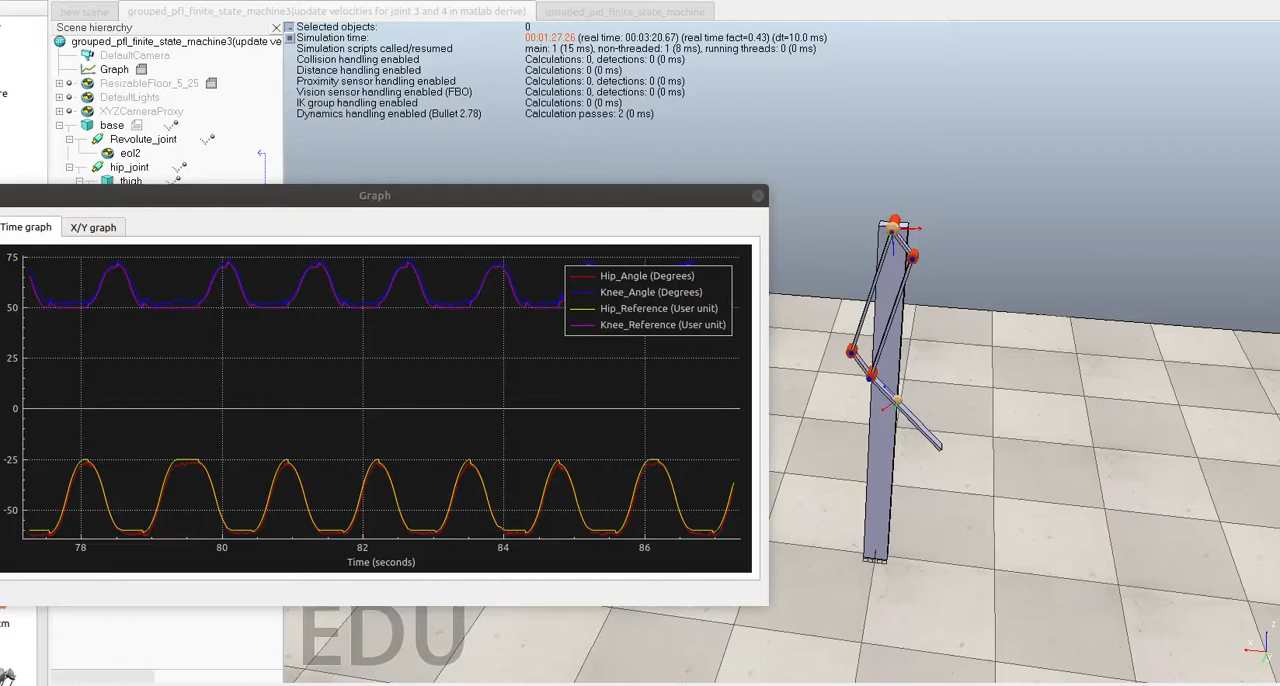 new scene
grouped_pfl_finite_state_machine3(update velocities for joint 3 and 4 in matlab derive)
grouped_pid_finite_state_machine
Scene hierarchy
Selected objects: 0
grouped_pfl_finite_state_machine3(update ve
Simulation time: 00:01:27.26 (real time: 00:03:20.67) (real time fact=0.43) (dt=10.0 ms)
Simulation scripts called/resumed main: 1 (15 ms), non-threaded: 1 (8 ms), running threads: 0 (0 ms)
DefaultCamera
Collision handling enabled Calculations: 0, detections: 0 (0 ms)
Graph
Distance handling enabled Calculations: 0 (0 ms)
ResizableFloor_5_25
Proximity sensor handling enabled Calculations: 0, detections: 0 (0 ms)
Vision sensor handling enabled (FBO) Calculations: 0, detections: 0 (0 ms)
DefaultLights
IK group handling enabled Calculations: 0 (0 ms)
XYZCameraProxy
Dynamics handling enabled (Bullet 2.78) Calculation passes: 2 (0 ms)
base
Revolute_joint
eol2
hip_joint
thigh
Graph
Time graph
X/Y graph
75
50
25
0
-25
-50
Hip_Angle (Degrees)
Knee_Angle (Degrees)
Hip_Reference (User unit)
Knee_Reference (User unit)
78 80 82 84 86
Time (seconds)
EDU
z
x